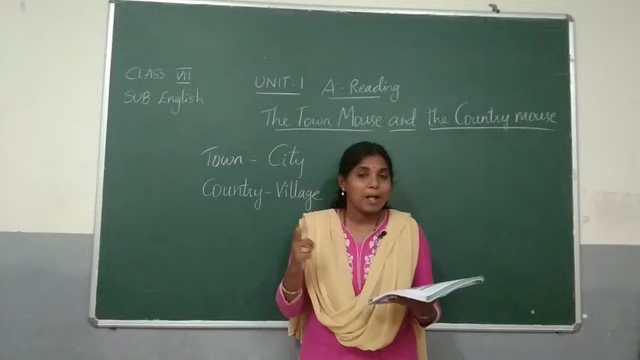 CLASS VII
SUB English
UNIT: 1 A - Reading
The Town Mouse and the Country mouse
Town - City
Country - Village